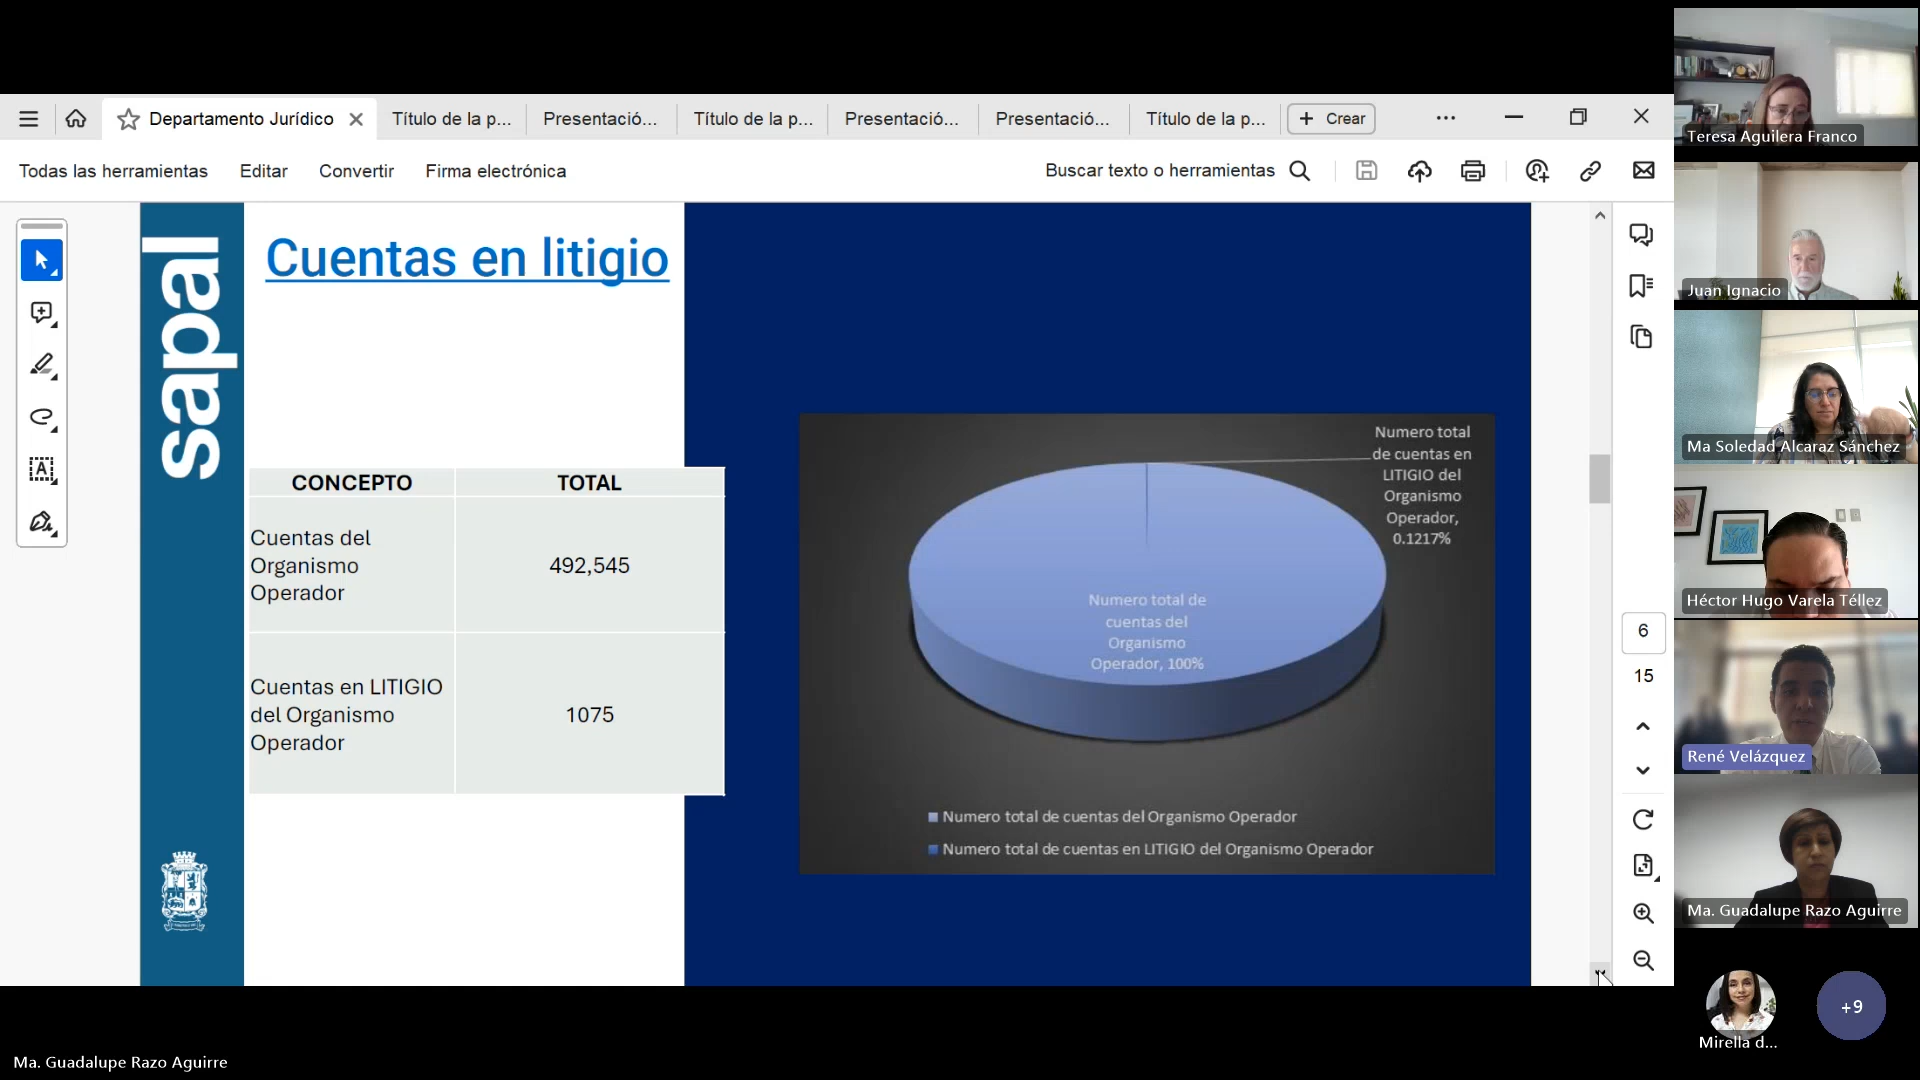 Departamento Jurídico
Título de la p...
Presentació...
Título de la p...
Presentació...
Presentació...
Título de la p...
Crear
Todas las herramientas
Editar
Convertir
Firma electrónica
Buscar texto o herramientas
sapal
Cuentas en litigio
CONCEPTO
TOTAL
Cuentas del
Organismo
Operador
492,545
Cuentas en LITIGIO
del Organismo
Operador
1075
Numero total
de cuentas en
LITIGIO del
Organismo
Operador,
0.1217%
Numero total de
cuentas del
Organismo
Operador, 100%
Numero total de cuentas del Organismo Operador
Numero total de cuentas en LITIGIO del Organismo Operador
6
15
Teresa Aguilera Franco
Juan Ignacio
Ma Soledad Alcaraz Sánchez
Héctor Hugo Varela Téllez
René Velázquez
Ma. Guadalupe Razo Aguirre
Mirella d...
+9
Ma. Guadalupe Razo Aguirre